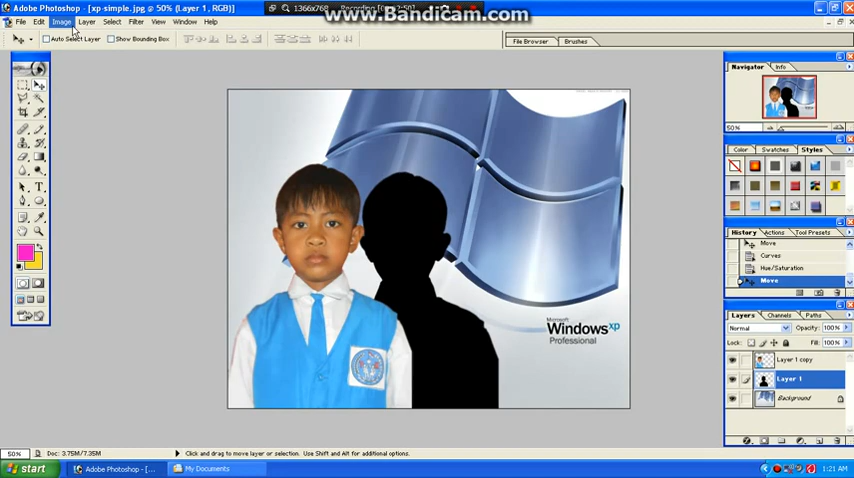 Adobe Photoshop - [xp-simple.jpg @ 50% (Layer 1, RGB)]
1366x768
www.Bandicam.com
File Edit Image Layer Select Filter View Window Help
Auto Select Layer Show Bounding Box
File Browser Brushes
Navigator Info
50%
Color Swatches Styles
History Actions Tool Presets
Move
Curves
Hue/Saturation
Move
Layers Channels Paths
Normal Opacity: 100%
Lock: Fill: 100%
Layer 1 copy
Layer 1
Background
Microsoft
Windows xp
Professional
50% Doc: 3.75M/7.35M Click and drag to move layer or selection. Use Shift and Alt for additional options.
start Adobe Photoshop - [... My Documents 1:21 AM